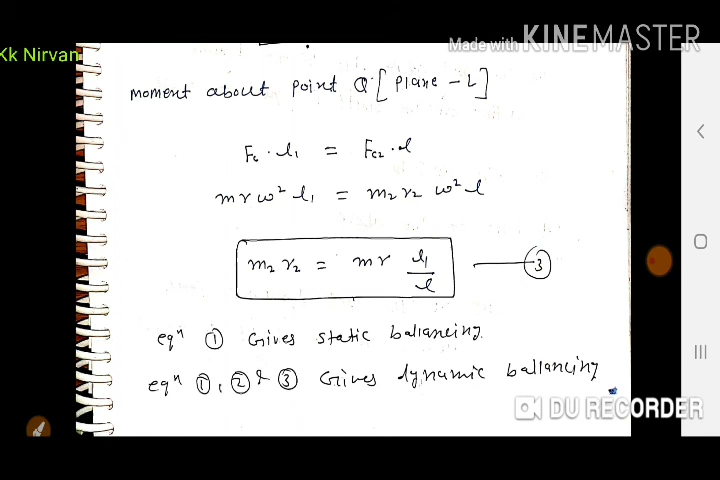 Kk Nirvan
Made with KINEMASTER
moment about point Q [Plane - L]
Fc · l₁ = Fc2 · l
m r ω² l₁ = m₂ r₂ ω² l
m₂ r₂ = m r l₁/l ③
eqⁿ ① Gives static ballancing.
eqⁿ ①, ② & ③ Gives dynamic ballancing
DU RECORDER